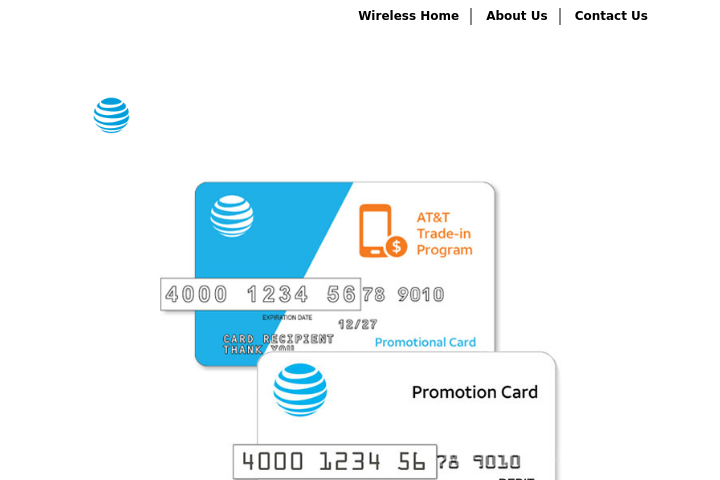 Wireless Home
About Us
Contact Us
AT&T
Trade-in
Program
4000 1234 5678 9010
EXPIRATION DATE
12/27
CARD RECIPIENT
THANK YOU
Promotional Card
Promotion Card
4000 1234 5678 9010
DEBIT